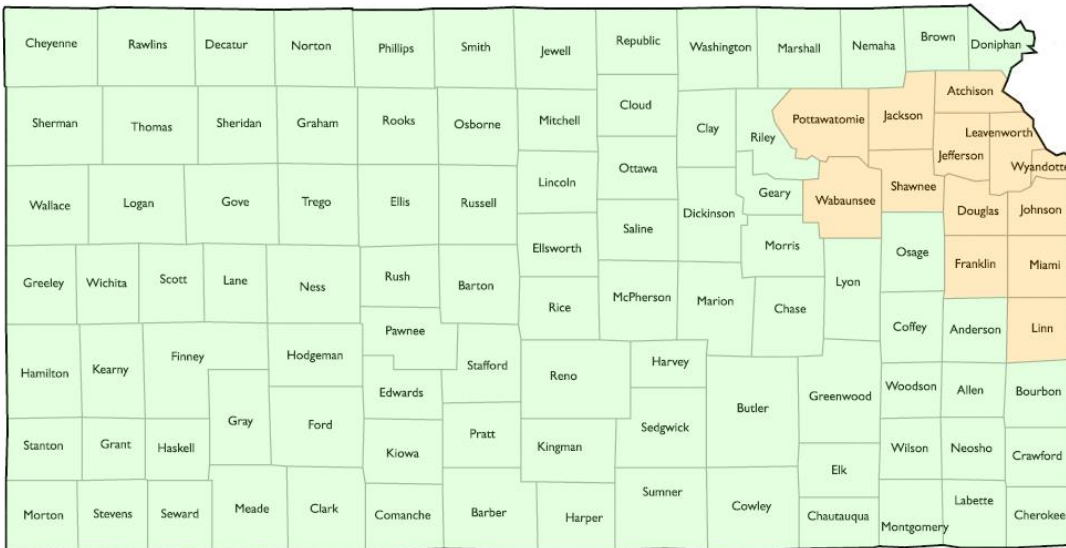 Cheyenne
Rawlins
Decatur
Norton
Phillips
Smith
Jewell
Republic
Washington
Marshall
Nemaha
Brown
Doniphan
Sherman
Thomas
Sheridan
Graham
Rooks
Osborne
Mitchell
Cloud
Clay
Riley
Pottawatomie
Jackson
Atchison
Leavenworth
Jefferson
Wyandotte
Wallace
Logan
Gove
Trego
Ellis
Russell
Lincoln
Ottawa
Dickinson
Geary
Wabaunsee
Shawnee
Douglas
Johnson
Ellsworth
Saline
Morris
Osage
Franklin
Miami
Greeley
Wichita
Scott
Lane
Ness
Rush
Barton
Rice
McPherson
Marion
Chase
Lyon
Coffey
Anderson
Linn
Hamilton
Kearny
Finney
Hodgeman
Pawnee
Stafford
Edwards
Reno
Harvey
Butler
Greenwood
Woodson
Allen
Bourbon
Stanton
Grant
Haskell
Gray
Ford
Kiowa
Pratt
Kingman
Sedgwick
Elk
Wilson
Neosho
Crawford
Morton
Stevens
Seward
Meade
Clark
Comanche
Barber
Harper
Sumner
Cowley
Chautauqua
Montgomery
Labette
Cherokee